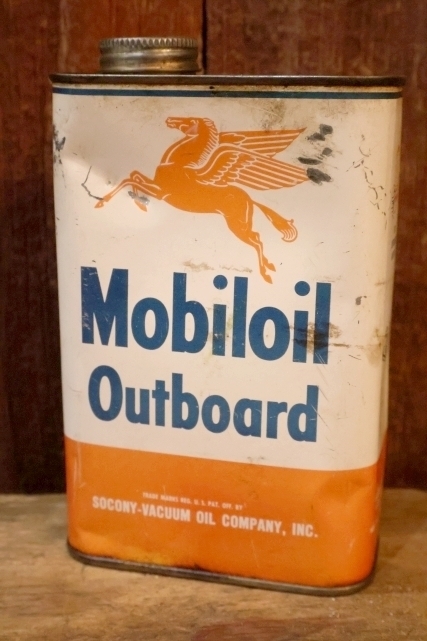 Mobiloil
Outboard
TRADE MARKS REG. U. S. PAT. OFF. BY
SOCONY-VACUUM OIL COMPANY, INC.